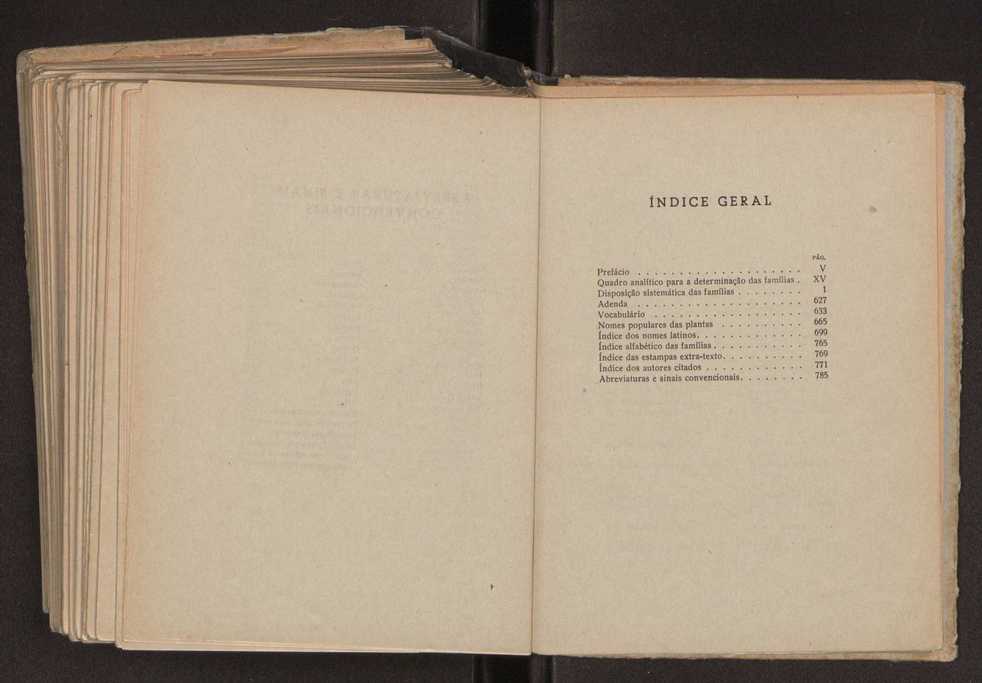 ÍNDICE GERAL
PÁG.
Prefácio . . . . . . . . . . . . . . . . . . . . V
Quadro analítico para a determinação das famílias . XV
Disposição sistemática das famílias . . . . . . . . 1
Adenda . . . . . . . . . . . . . . . . . . . . 627
Vocabulário . . . . . . . . . . . . . . . . . . 633
Nomes populares das plantas . . . . . . . . . . 665
Índice dos nomes latinos . . . . . . . . . . . . . 699
Índice alfabético das famílias . . . . . . . . . . . 765
Índice das estampas extra-texto . . . . . . . . . . 769
Índice dos autores citados . . . . . . . . . . . . 771
Abreviaturas e sinais convencionais . . . . . . . . 785